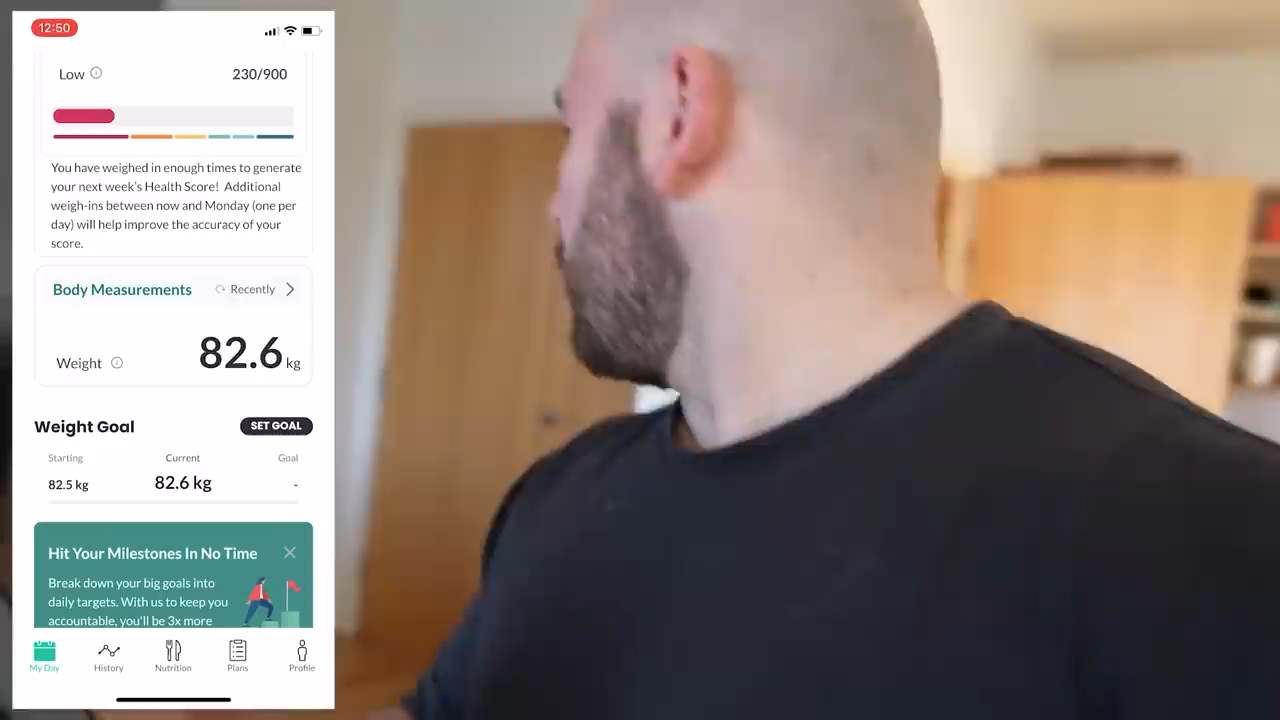 12:50
Low
230/900
You have weighed in enough times to generate
your next week's Health Score! Additional
weigh-ins between now and Monday (one per
day) will help improve the accuracy of your
score.
Body Measurements
Recently
Weight
82.6 kg
Weight Goal
SET GOAL
Starting
Current
Goal
82.5 kg
82.6 kg
-
Hit Your Milestones In No Time
Break down your big goals into
daily targets. With us to keep you
accountable, you'll be 3x more
My Day
History
Nutrition
Plans
Profile